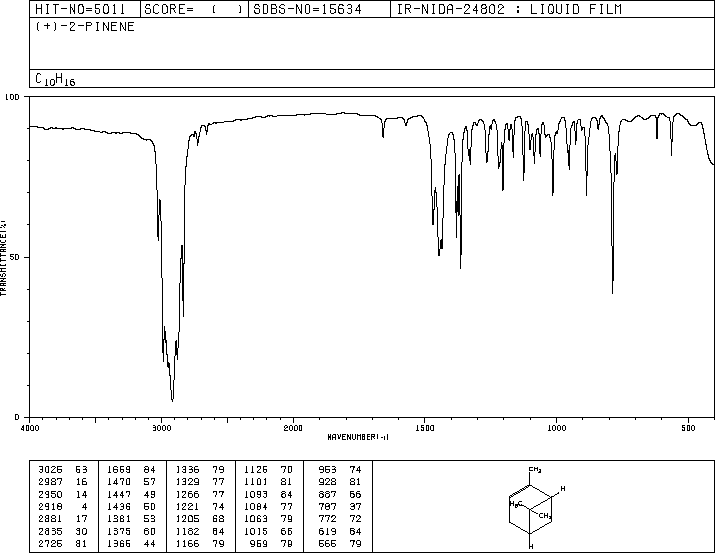 HIT-NO=5011 SCORE= ( ) SDBS-NO=15634 IR-NIDA-24802 : LIQUID FILM
(+)-2-PINENE
C10H16
100
50
0
TRANSMITTANCE(%)
4000 3000 2000 1500 1000 500
WAVENUMBER(-1)
3025 53 1659 84 1336 79 1125 70 953 74
2987 16 1470 57 1329 77 1101 81 928 81
2950 14 1447 49 1266 77 1093 84 887 66
2918 4 1436 50 1221 74 1084 77 787 37
2881 17 1381 53 1205 68 1063 79 772 72
2835 30 1375 60 1182 84 1015 66 619 84
2725 81 1365 44 1166 79 959 79 565 79
CH3
H
H3C
CH3
H